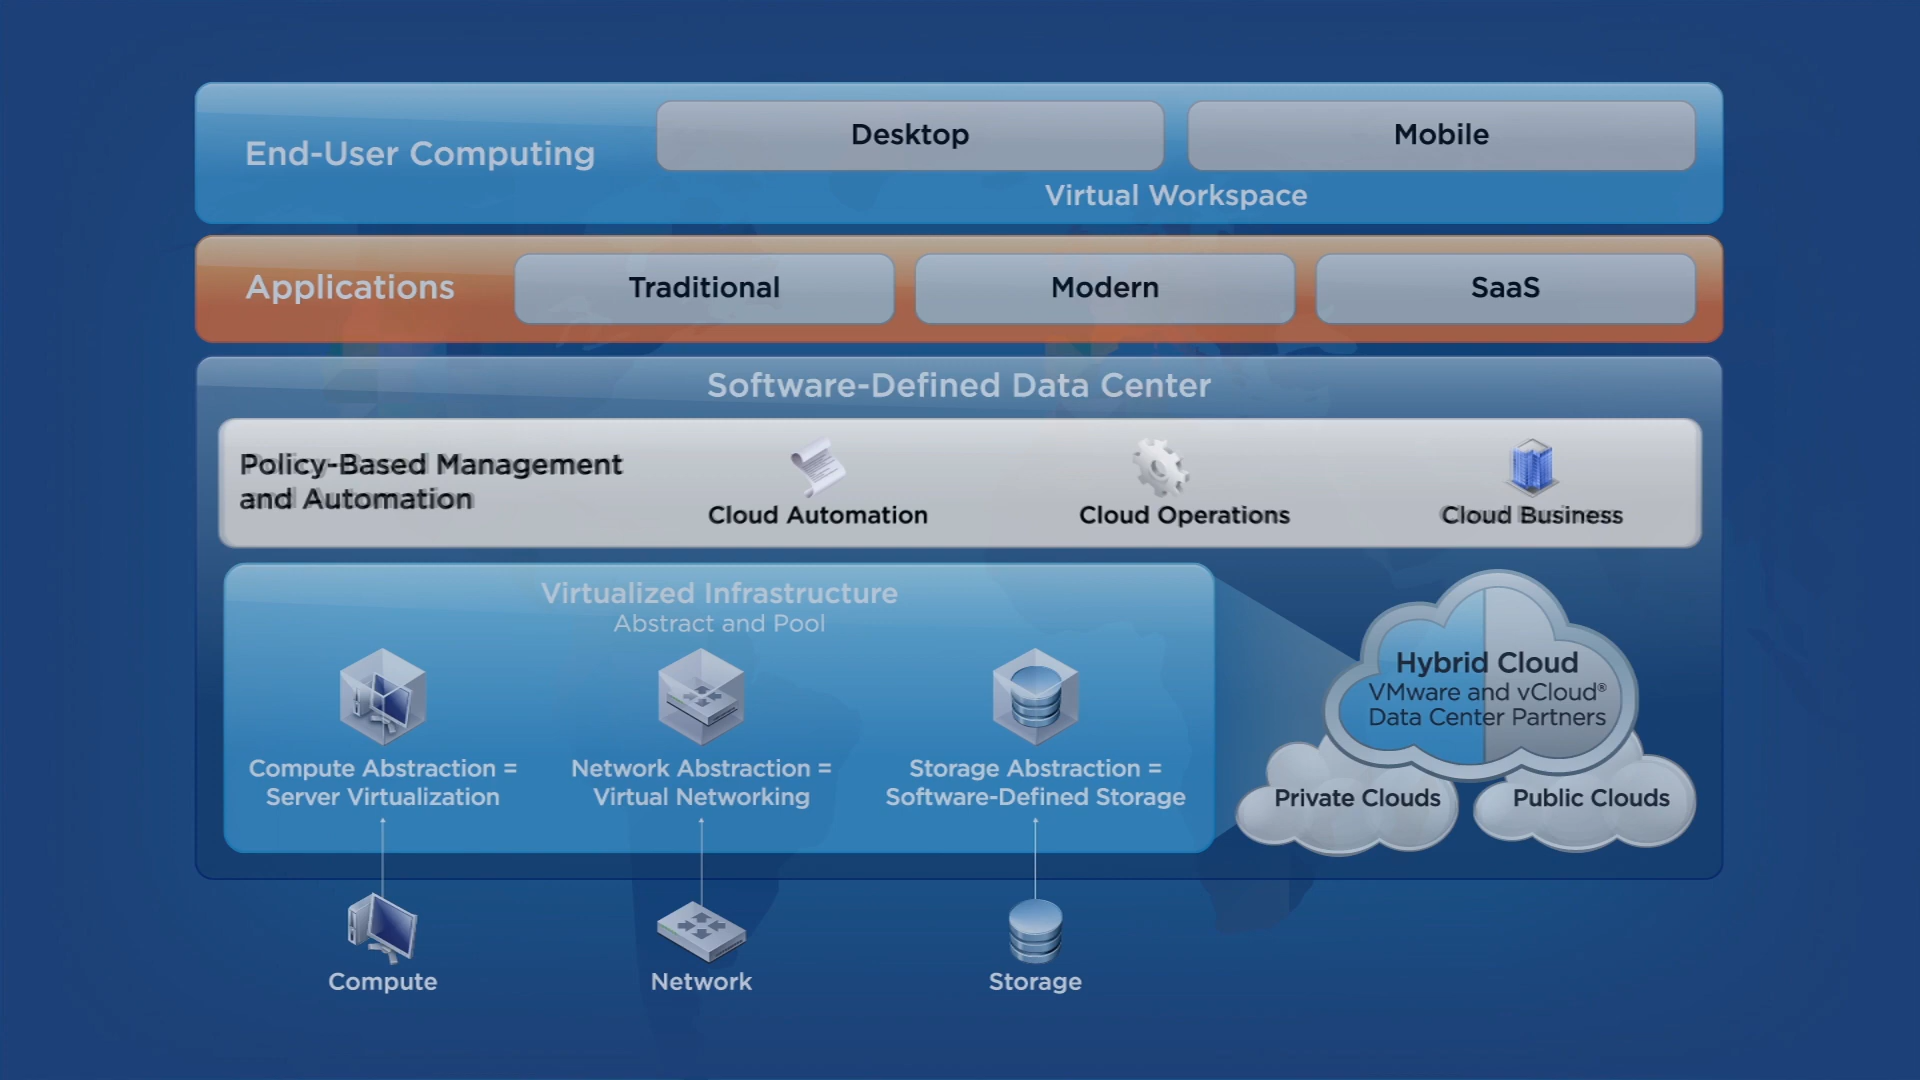 End-User Computing
Desktop
Mobile
Virtual Workspace
Applications
Traditional
Modern
SaaS
Software-Defined Data Center
Policy-Based Management
and Automation
Cloud Automation
Cloud Operations
Cloud Business
Virtualized Infrastructure
Abstract and Pool
Compute Abstraction =
Server Virtualization
Network Abstraction =
Virtual Networking
Storage Abstraction =
Software-Defined Storage
Hybrid Cloud
VMware and vCloud®
Data Center Partners
Private Clouds
Public Clouds
Compute
Network
Storage